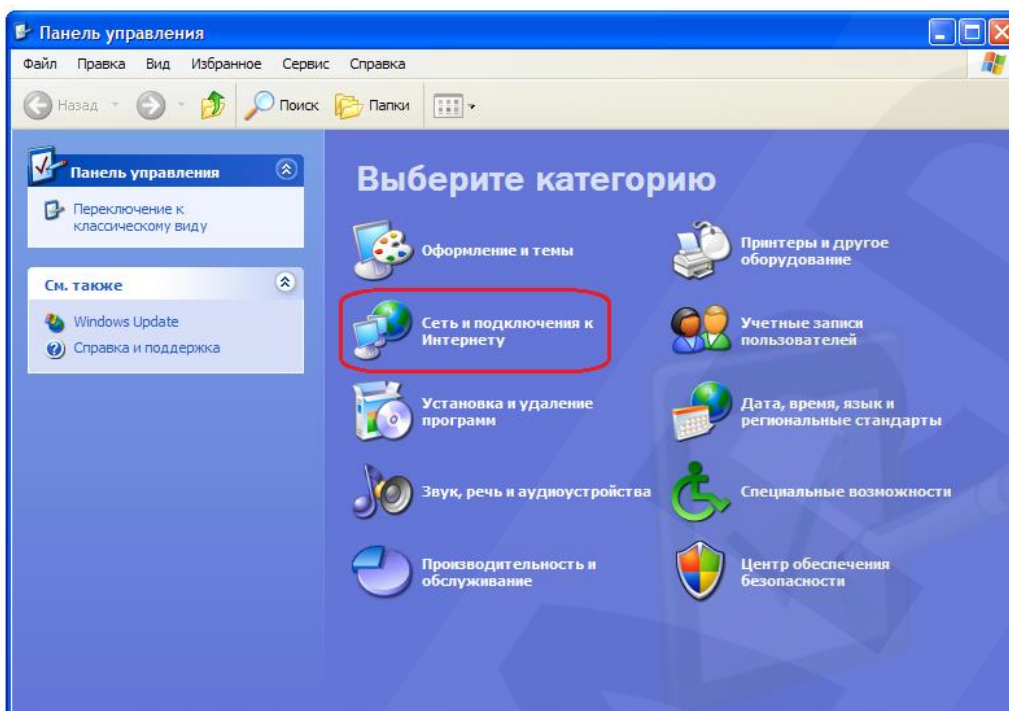 Панель управления
Файл Правка Вид Избранное Сервис Справка
Назад Поиск Папки
Панель управления
Переключение к
классическому виду
См. также
Windows Update
Справка и поддержка
Выберите категорию
Оформление и темы
Принтеры и другое
оборудование
Сеть и подключения к
Интернету
Учетные записи
пользователей
Установка и удаление
программ
Дата, время, язык и
региональные стандарты
Звук, речь и аудиоустройства
Специальные возможности
Производительность и
обслуживание
Центр обеспечения
безопасности